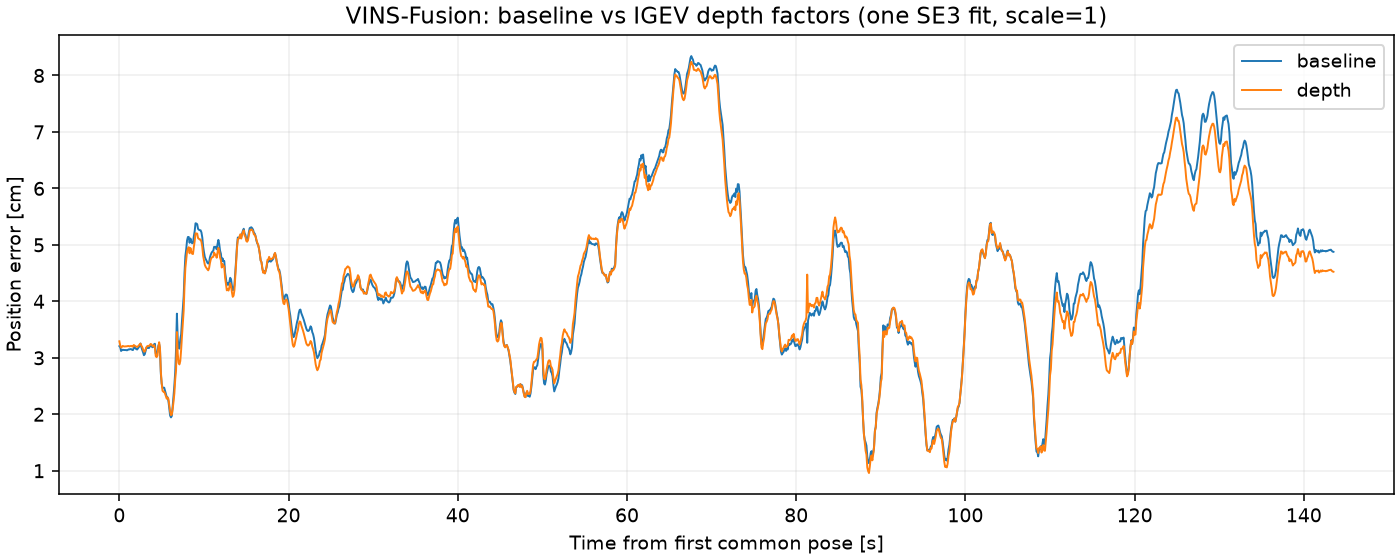 VINS-Fusion: baseline vs IGEV depth factors (one SE3 fit, scale=1)
baseline
depth
Position error [cm]
8
7
6
5
4
3
2
1
0 20 40 60 80 100 120 140
Time from first common pose [s]